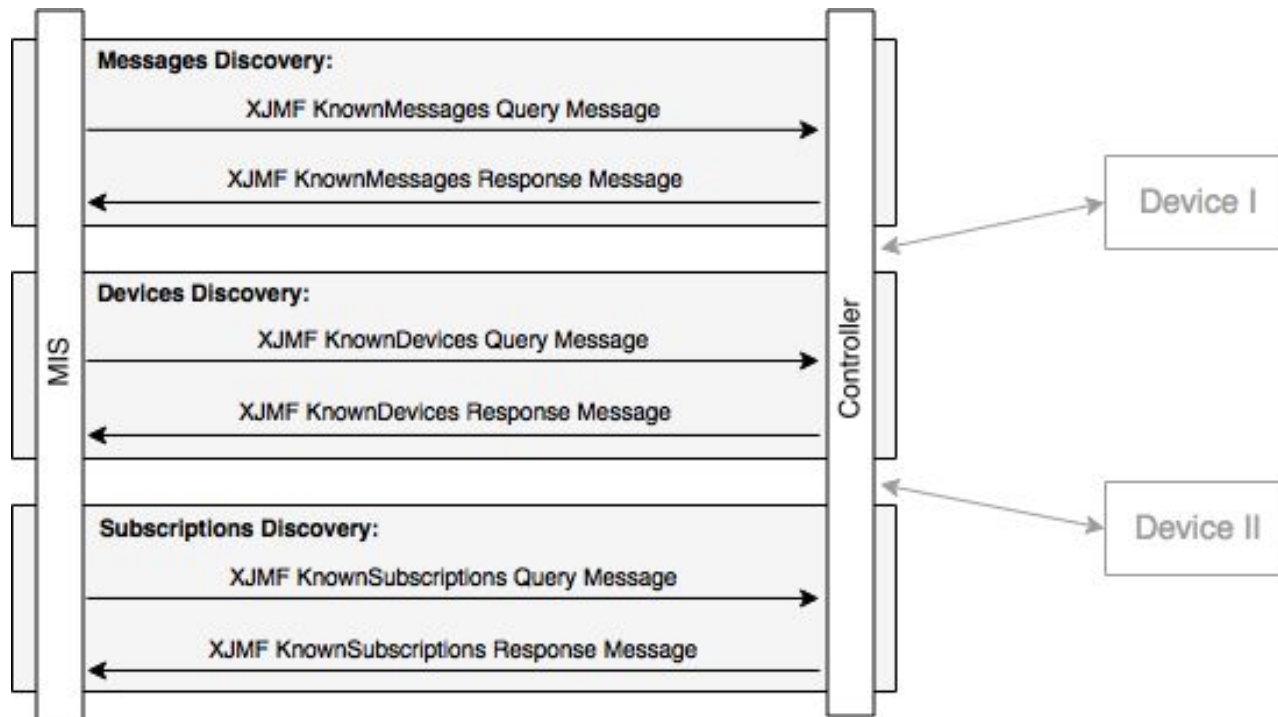 Messages Discovery:
XJMF KnownMessages Query Message
XJMF KnownMessages Response Message
Device I
Devices Discovery:
XJMF KnownDevices Query Message
MIS
Controller
XJMF KnownDevices Response Message
Subscriptions Discovery:
Device II
XJMF KnownSubscriptions Query Message
XJMF KnownSubscriptions Response Message